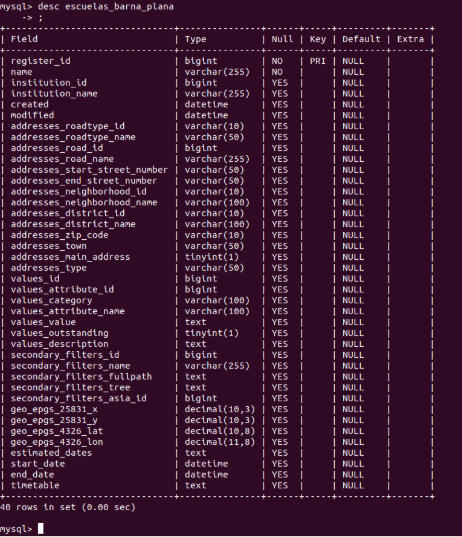 mysql> desc escuelas_barna_plana
    -> ;
+-------------------------------+---------------+------+-----+---------+-------+
| Field                         | Type          | Null | Key | Default | Extra |
+-------------------------------+---------------+------+-----+---------+-------+
| register_id                   | bigint        | NO   | PRI | NULL    |       |
| name                          | varchar(255)  | NO   |     | NULL    |       |
| institution_id                | bigint        | YES  |     | NULL    |       |
| institution_name              | varchar(255)  | YES  |     | NULL    |       |
| created                       | datetime      | YES  |     | NULL    |       |
| modified                      | datetime      | YES  |     | NULL    |       |
| addresses_roadtype_id         | varchar(10)   | YES  |     | NULL    |       |
| addresses_roadtype_name       | varchar(50)   | YES  |     | NULL    |       |
| addresses_road_id             | bigint        | YES  |     | NULL    |       |
| addresses_road_name           | varchar(255)  | YES  |     | NULL    |       |
| addresses_start_street_number | varchar(50)   | YES  |     | NULL    |       |
| addresses_end_street_number   | varchar(50)   | YES  |     | NULL    |       |
| addresses_neighborhood_id     | varchar(10)   | YES  |     | NULL    |       |
| addresses_neighborhood_name   | varchar(100)  | YES  |     | NULL    |       |
| addresses_district_id         | varchar(10)   | YES  |     | NULL    |       |
| addresses_district_name       | varchar(100)  | YES  |     | NULL    |       |
| addresses_zip_code            | varchar(10)   | YES  |     | NULL    |       |
| addresses_town                | varchar(50)   | YES  |     | NULL    |       |
| addresses_main_address        | tinyint(1)    | YES  |     | NULL    |       |
| addresses_type                | varchar(50)   | YES  |     | NULL    |       |
| values_id                     | bigint        | YES  |     | NULL    |       |
| values_attribute_id           | bigint        | YES  |     | NULL    |       |
| values_category               | varchar(100)  | YES  |     | NULL    |       |
| values_attribute_name         | varchar(100)  | YES  |     | NULL    |       |
| values_value                  | text          | YES  |     | NULL    |       |
| values_outstanding            | tinyint(1)    | YES  |     | NULL    |       |
| values_description            | text          | YES  |     | NULL    |       |
| secondary_filters_id          | bigint        | YES  |     | NULL    |       |
| secondary_filters_name        | varchar(255)  | YES  |     | NULL    |       |
| secondary_filters_fullpath    | text          | YES  |     | NULL    |       |
| secondary_filters_tree        | text          | YES  |     | NULL    |       |
| secondary_filters_asia_id     | bigint        | YES  |     | NULL    |       |
| geo_epgs_25831_x              | decimal(10,3) | YES  |     | NULL    |       |
| geo_epgs_25831_y              | decimal(10,3) | YES  |     | NULL    |       |
| geo_epgs_4326_lat             | decimal(10,8) | YES  |     | NULL    |       |
| geo_epgs_4326_lon             | decimal(11,8) | YES  |     | NULL    |       |
| estimated_dates               | text          | YES  |     | NULL    |       |
| start_date                    | datetime      | YES  |     | NULL    |       |
| end_date                      | datetime      | YES  |     | NULL    |       |
| timetable                     | text          | YES  |     | NULL    |       |
+-------------------------------+---------------+------+-----+---------+-------+
40 rows in set (0.00 sec)
mysql>